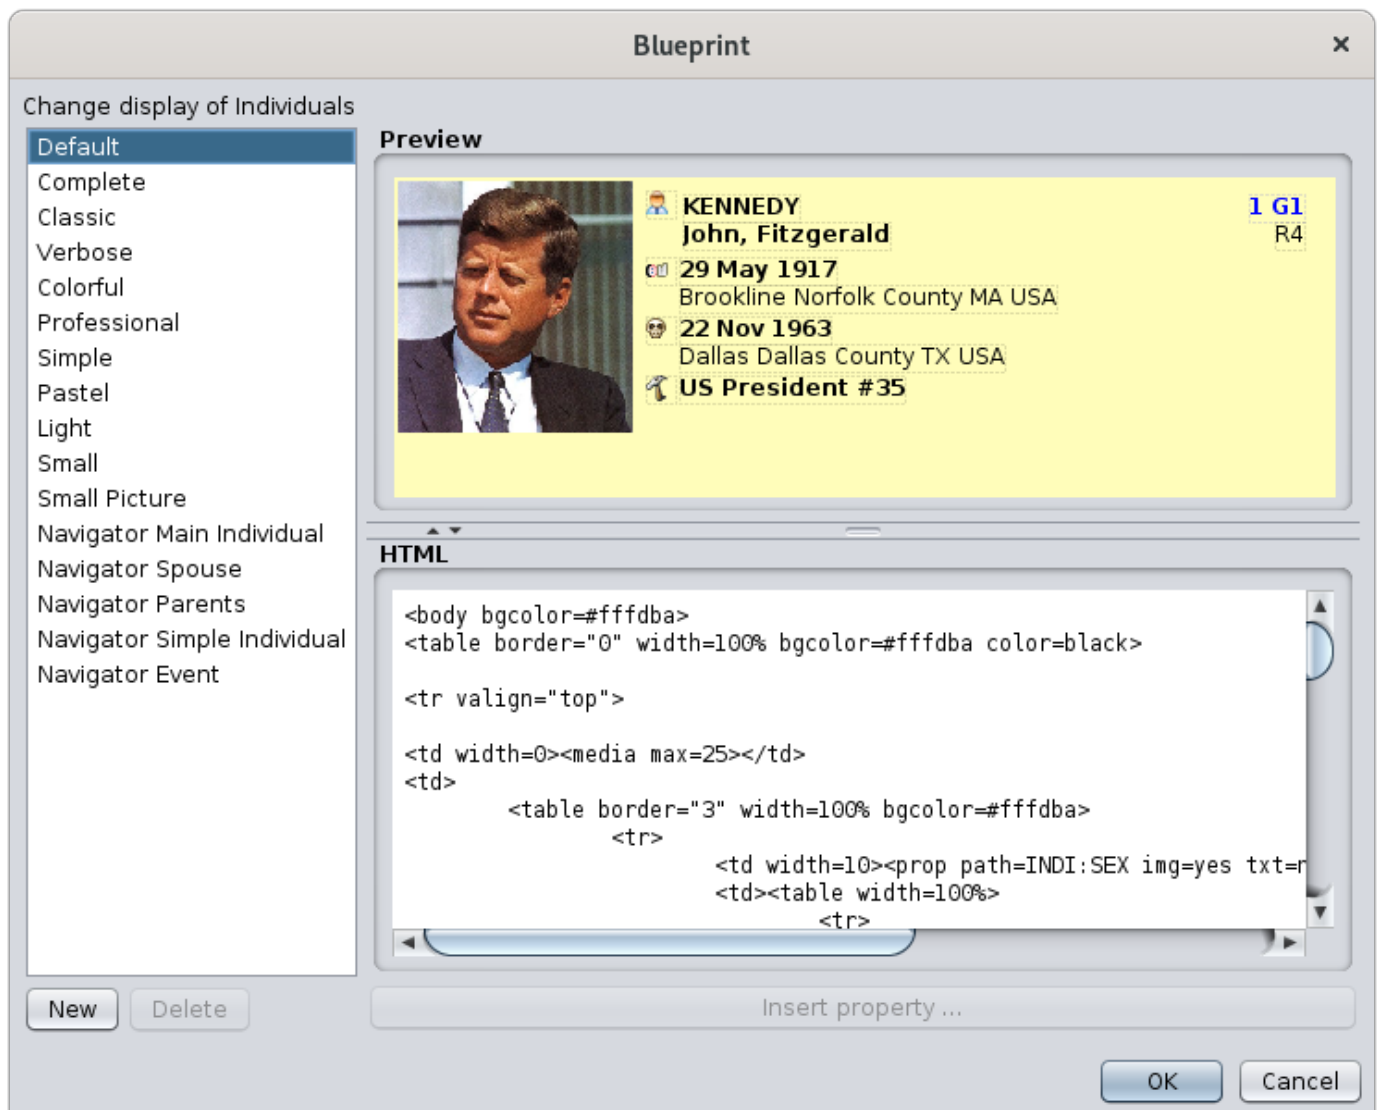 Blueprint
Change display of Individuals
Default
Complete
Classic
Verbose
Colorful
Professional
Simple
Pastel
Light
Small
Small Picture
Navigator Main Individual
Navigator Spouse
Navigator Parents
Navigator Simple Individual
Navigator Event
New
Delete
Preview
KENNEDY
1 G1
John, Fitzgerald
R4
29 May 1917
Brookline Norfolk County MA USA
22 Nov 1963
Dallas Dallas County TX USA
US President #35
HTML
<body bgcolor=#fffdba>
<table border="0" width=100% bgcolor=#fffdba color=black>
<tr valign="top">
<td width=0><media max=25></td>
<td>
<table border="3" width=100% bgcolor=#fffdba>
<tr>
<td width=10><prop path=INDI:SEX img=yes txt=n
<td><table width=100%>
<tr>
Insert property ...
OK
Cancel